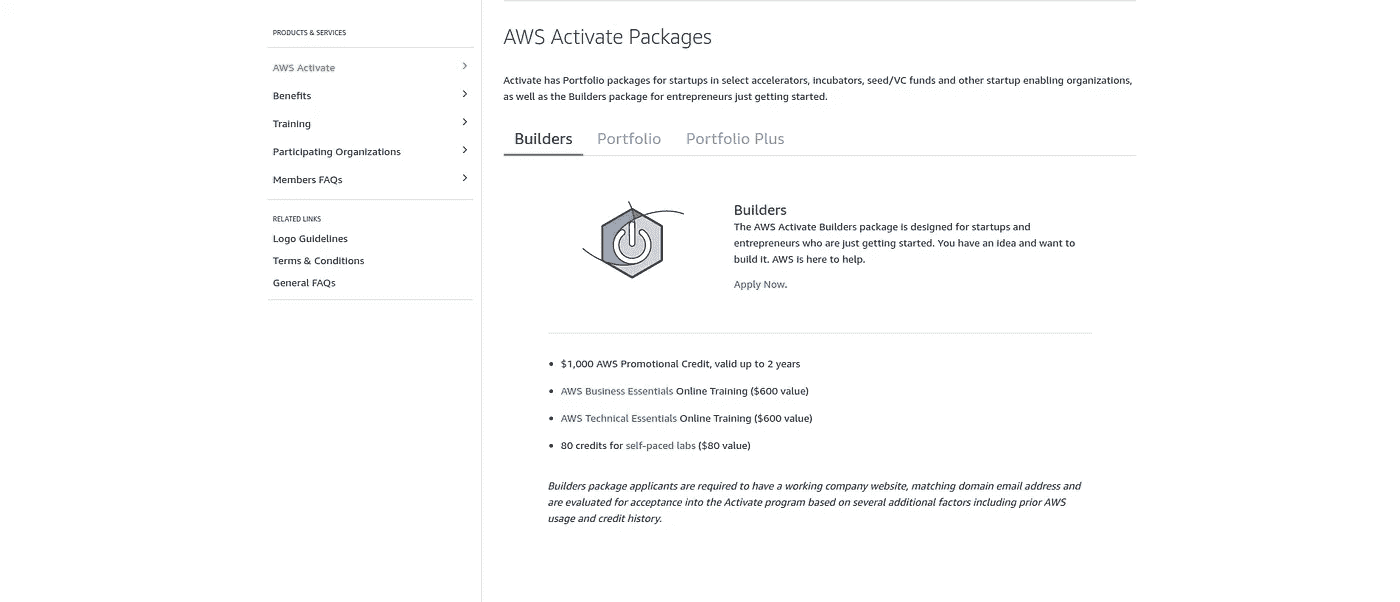 PRODUCTS & SERVICES
AWS Activate
Benefits
Training
Participating Organizations
Members FAQs
RELATED LINKS
Logo Guidelines
Terms & Conditions
General FAQs
AWS Activate Packages
Activate has Portfolio packages for startups in select accelerators, incubators, seed/VC funds and other startup enabling organizations,
as well as the Builders package for entrepreneurs just getting started.
Builders Portfolio Portfolio Plus
Builders
The AWS Activate Builders package is designed for startups and
entrepreneurs who are just getting started. You have an idea and want to
build it. AWS is here to help.
Apply Now.
• $1,000 AWS Promotional Credit, valid up to 2 years
• AWS Business Essentials Online Training ($600 value)
• AWS Technical Essentials Online Training ($600 value)
• 80 credits for self-paced labs ($80 value)
Builders package applicants are required to have a working company website, matching domain email address and
are evaluated for acceptance into the Activate program based on several additional factors including prior AWS
usage and credit history.